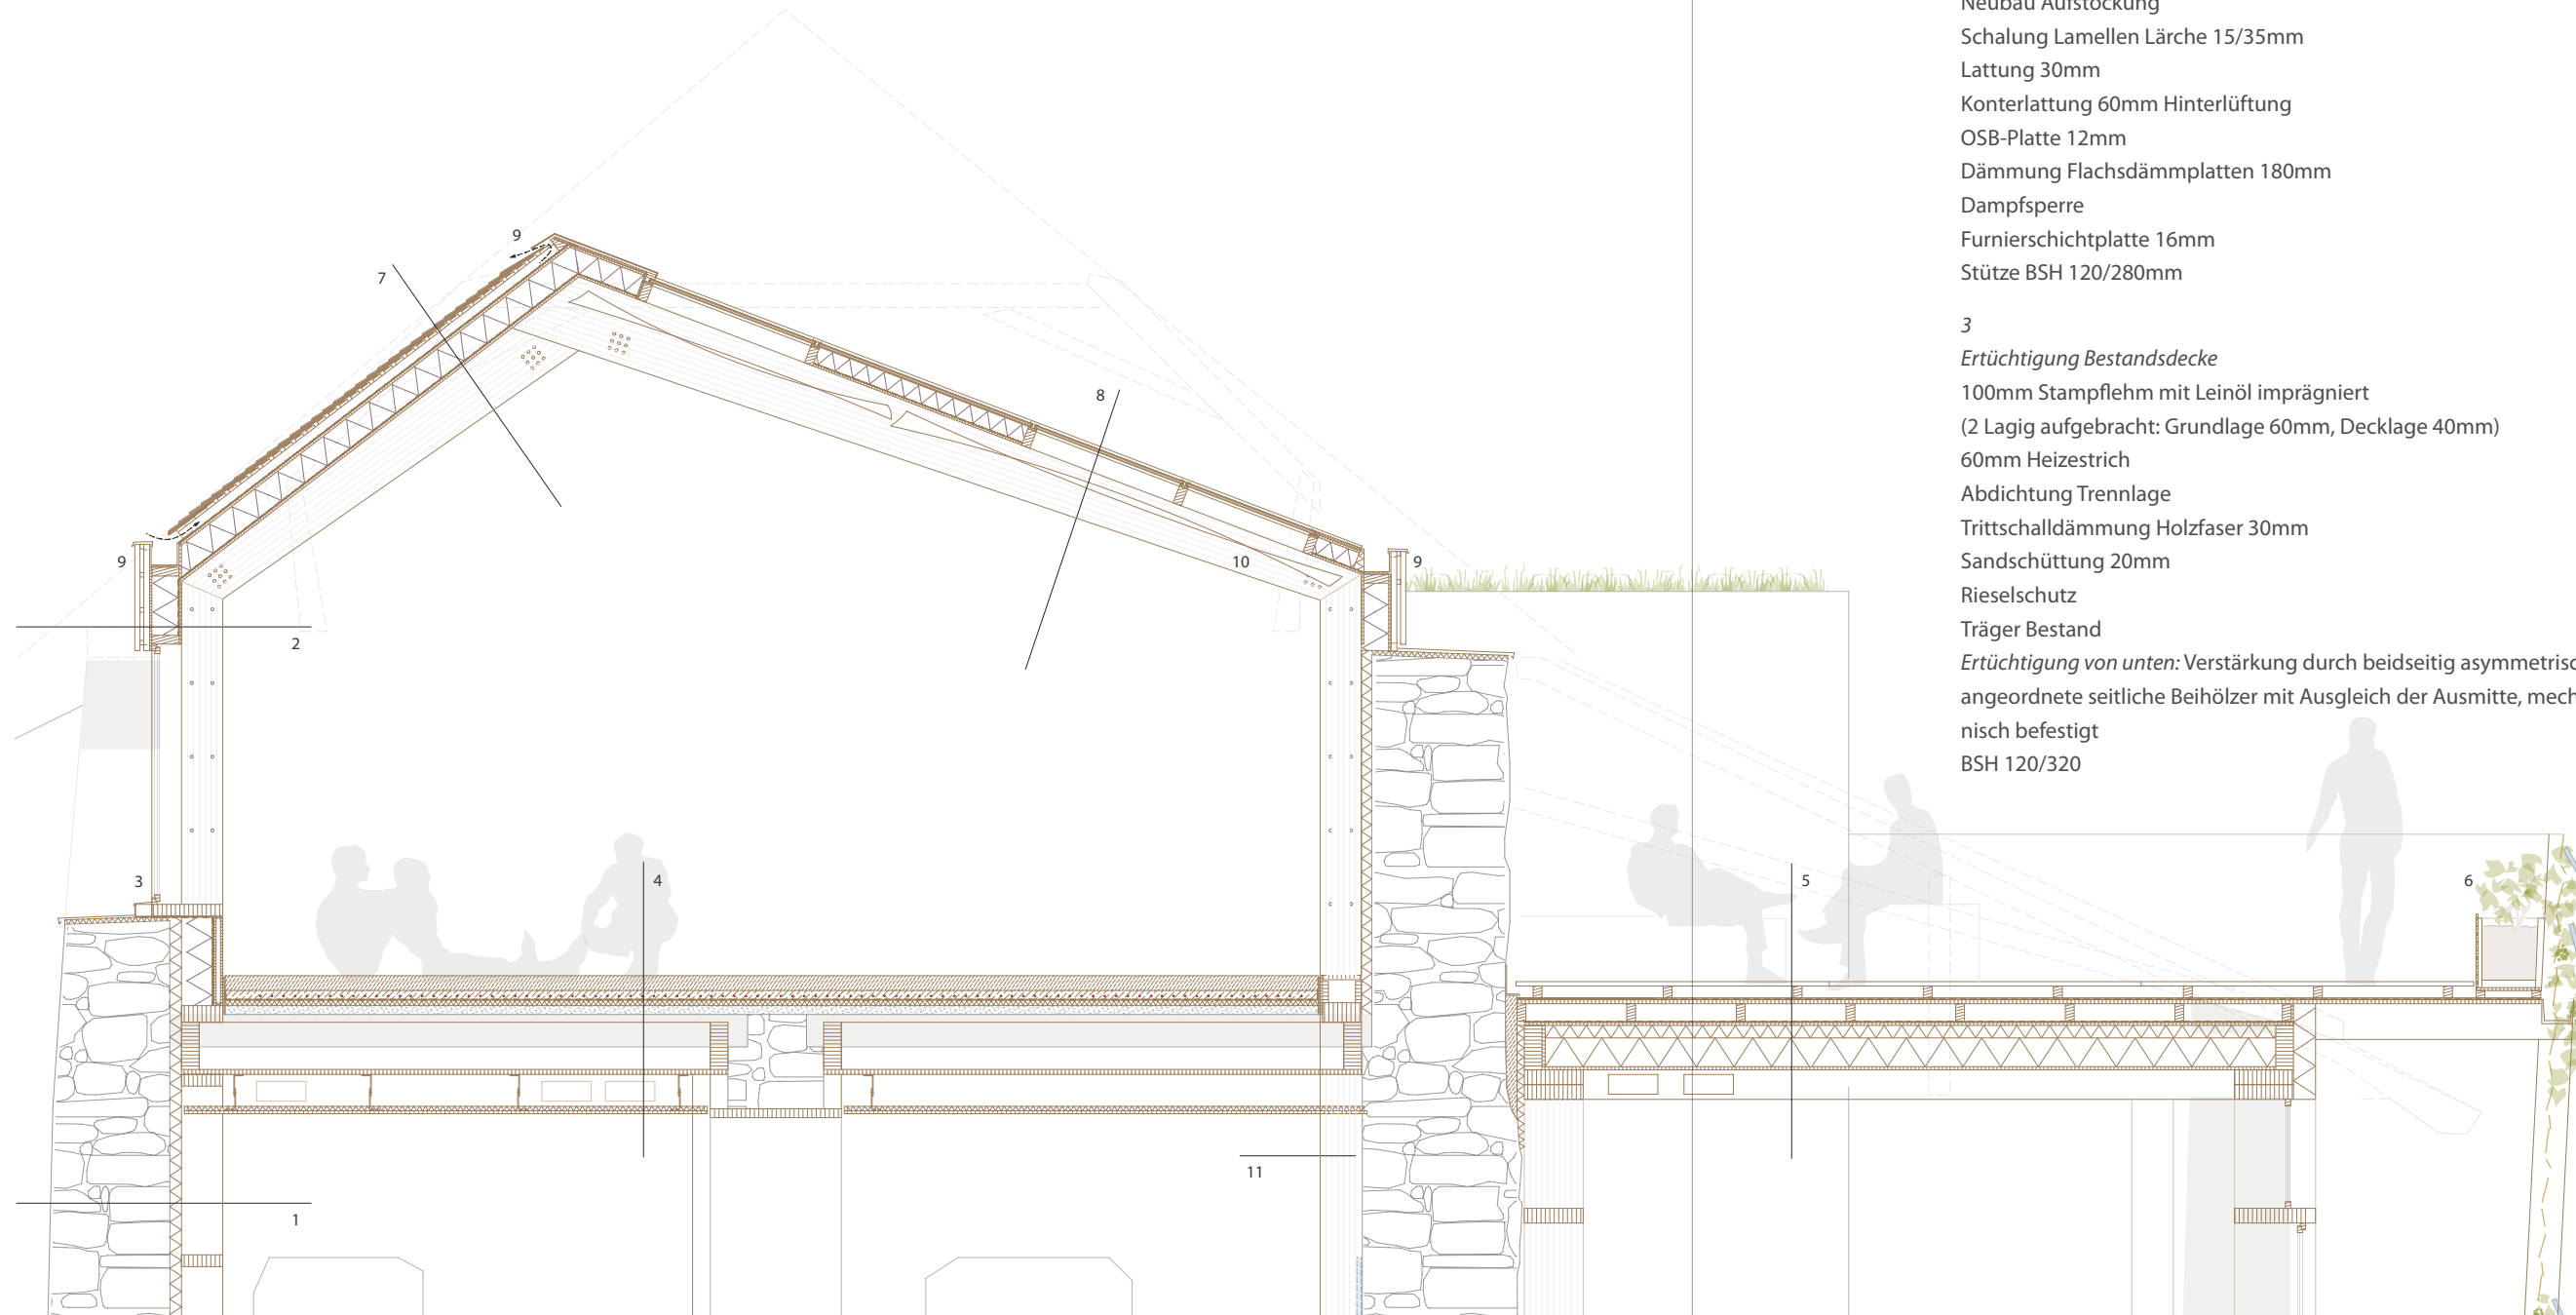 Neubau Aufstockung
Schalung Lamellen Lärche 15/35mm
Lattung 30mm
Konterlattung 60mm Hinterlüftung
OSB-Platte 12mm
Dämmung Flachsdämmplatten 180mm
Dampfsperre
Furnierschichtplatte 16mm
Stütze BSH 120/280mm
3
Ertüchtigung Bestandsdecke
100mm Stampflehm mit Leinöl imprägniert
(2 Lagig aufgebracht: Grundlage 60mm, Decklage 40mm)
60mm Heizestrich
Abdichtung Trennlage
Trittschalldämmung Holzfaser 30mm
Sandschüttung 20mm
Rieselschutz
Träger Bestand
Ertüchtigung von unten: Verstärkung durch beidseitig asymmetrisc
angeordnete seitliche Beihölzer mit Ausgleich der Ausmitte, mech
nisch befestigt
BSH 120/320
9
7
8
9
10
9
2
3
4
5
6
11
1